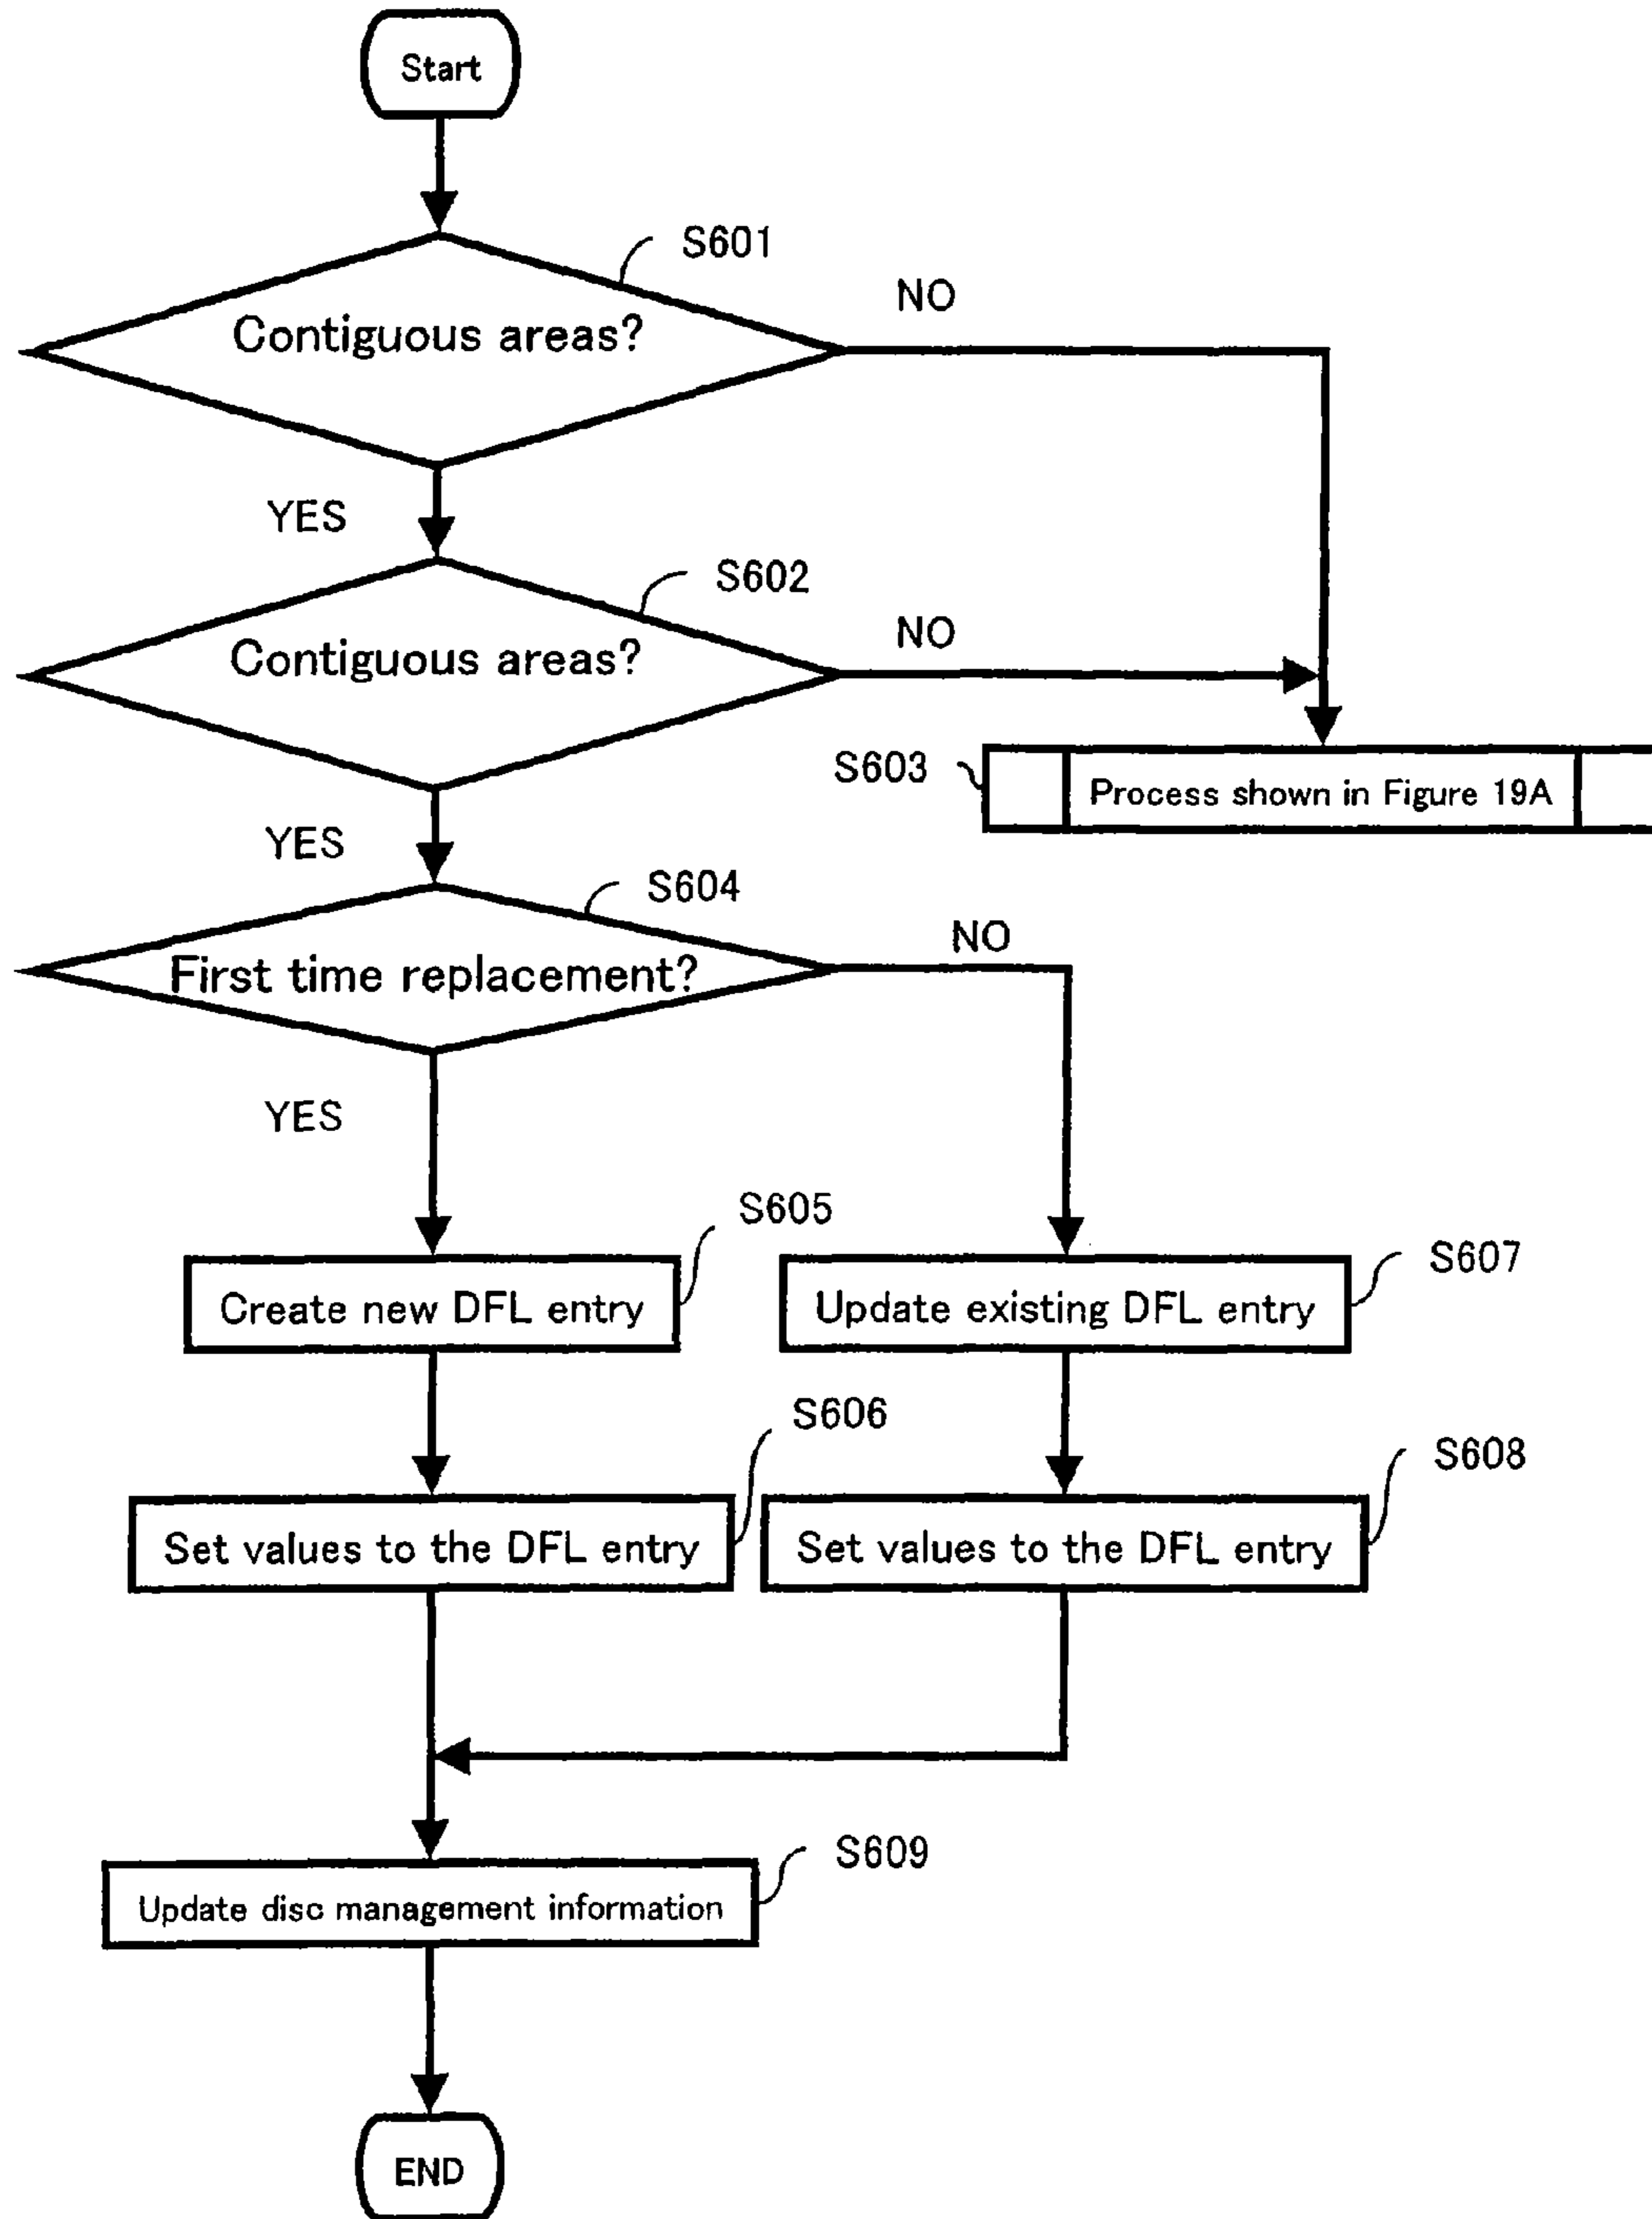 Start
S601
Contiguous areas?
NO
YES
S602
Contiguous areas?
NO
S603
Process shown in Figure 19A
YES
S604
First time replacement?
NO
YES
S605
Create new DFL entry
S607
Update existing DFL entry
S606
Set values to the DFL entry
S608
Set values to the DFL entry
S609
Update disc management information
END